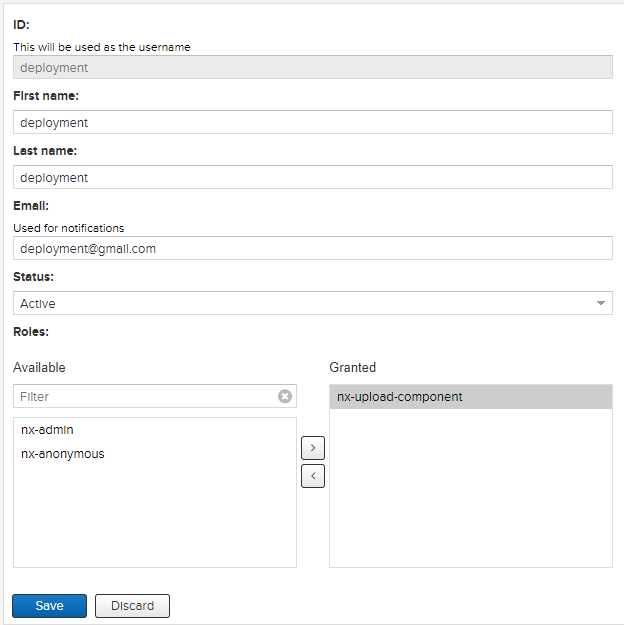 ID:
This will be used as the username
deployment
First name:
deployment
Last name:
deployment
Email:
Used for notifications
deployment@gmail.com
Status:
Active
Roles:
Available
Granted
Filter
nx-upload-component
nx-admin
nx-anonymous
>
<
Save
Discard